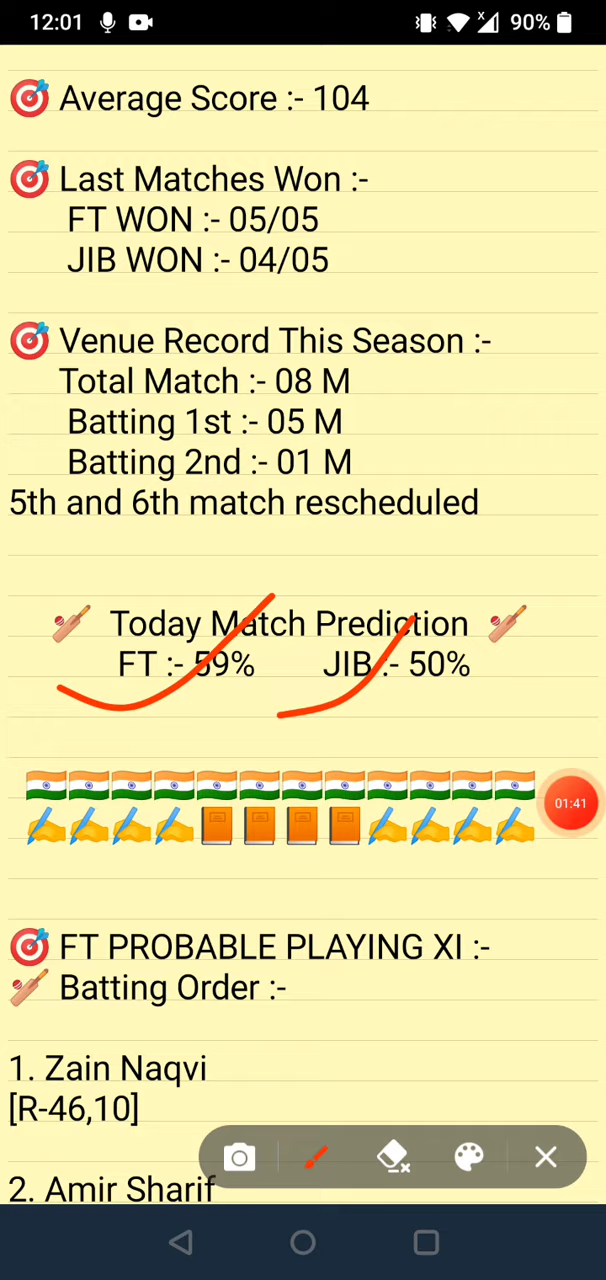 12:01 90%
Average Score :- 104
Last Matches Won :-
FT WON :- 05/05
JIB WON :- 04/05
Venue Record This Season :-
Total Match :- 08 M
Batting 1st :- 05 M
Batting 2nd :- 01 M
5th and 6th match rescheduled
Today Match Prediction
FT :- 59% JIB :- 50%
01:41
FT PROBABLE PLAYING XI :-
Batting Order :-
1. Zain Naqvi
[R-46,10]
2. Amir Sharif